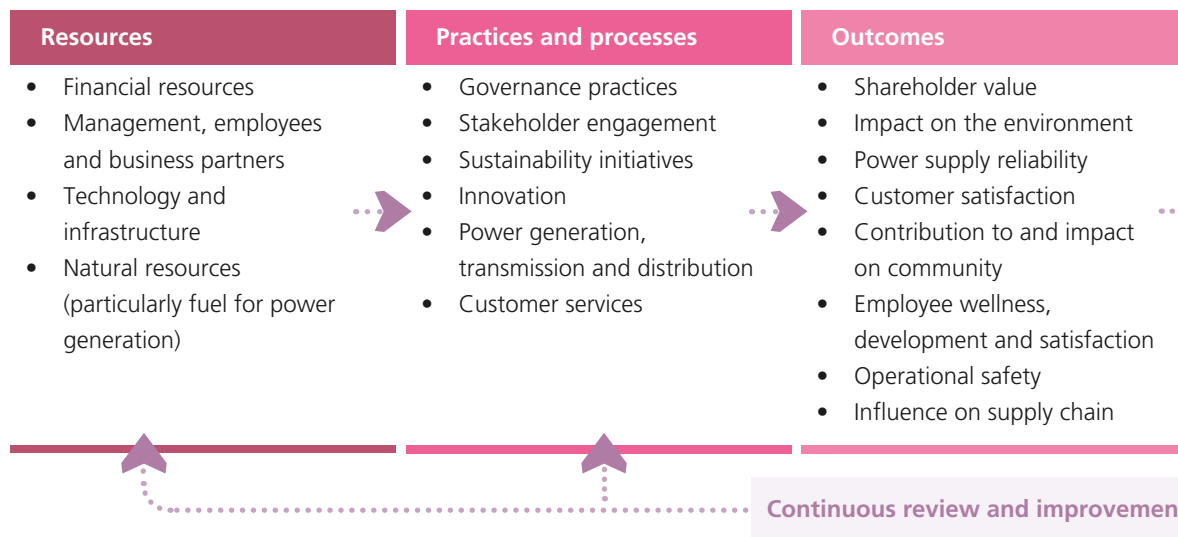 Resources
• Financial resources
• Management, employees
and business partners
• Technology and
infrastructure
• Natural resources
(particularly fuel for power
generation)
Practices and processes
• Governance practices
• Stakeholder engagement
• Sustainability initiatives
• Innovation
• Power generation,
transmission and distribution
• Customer services
Outcomes
• Shareholder value
• Impact on the environment
• Power supply reliability
• Customer satisfaction
• Contribution to and impact
on community
• Employee wellness,
development and satisfaction
• Operational safety
• Influence on supply chain
Continuous review and improvemen